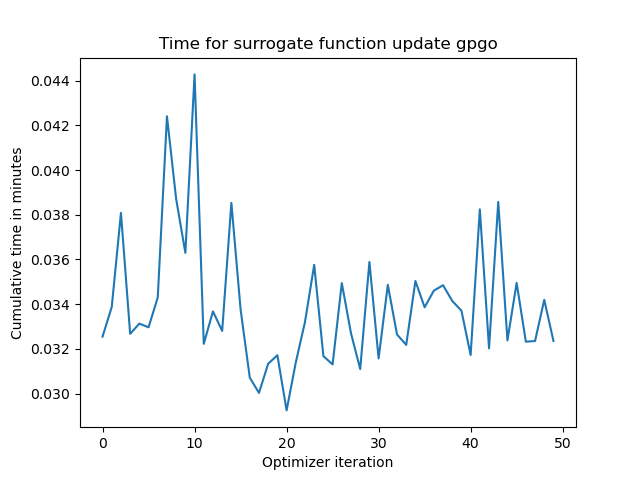 Time for surrogate function update gpgo
Cumulative time in minutes
0.044
0.042
0.040
0.038
0.036
0.034
0.032
0.030
0 10 20 30 40 50
Optimizer iteration